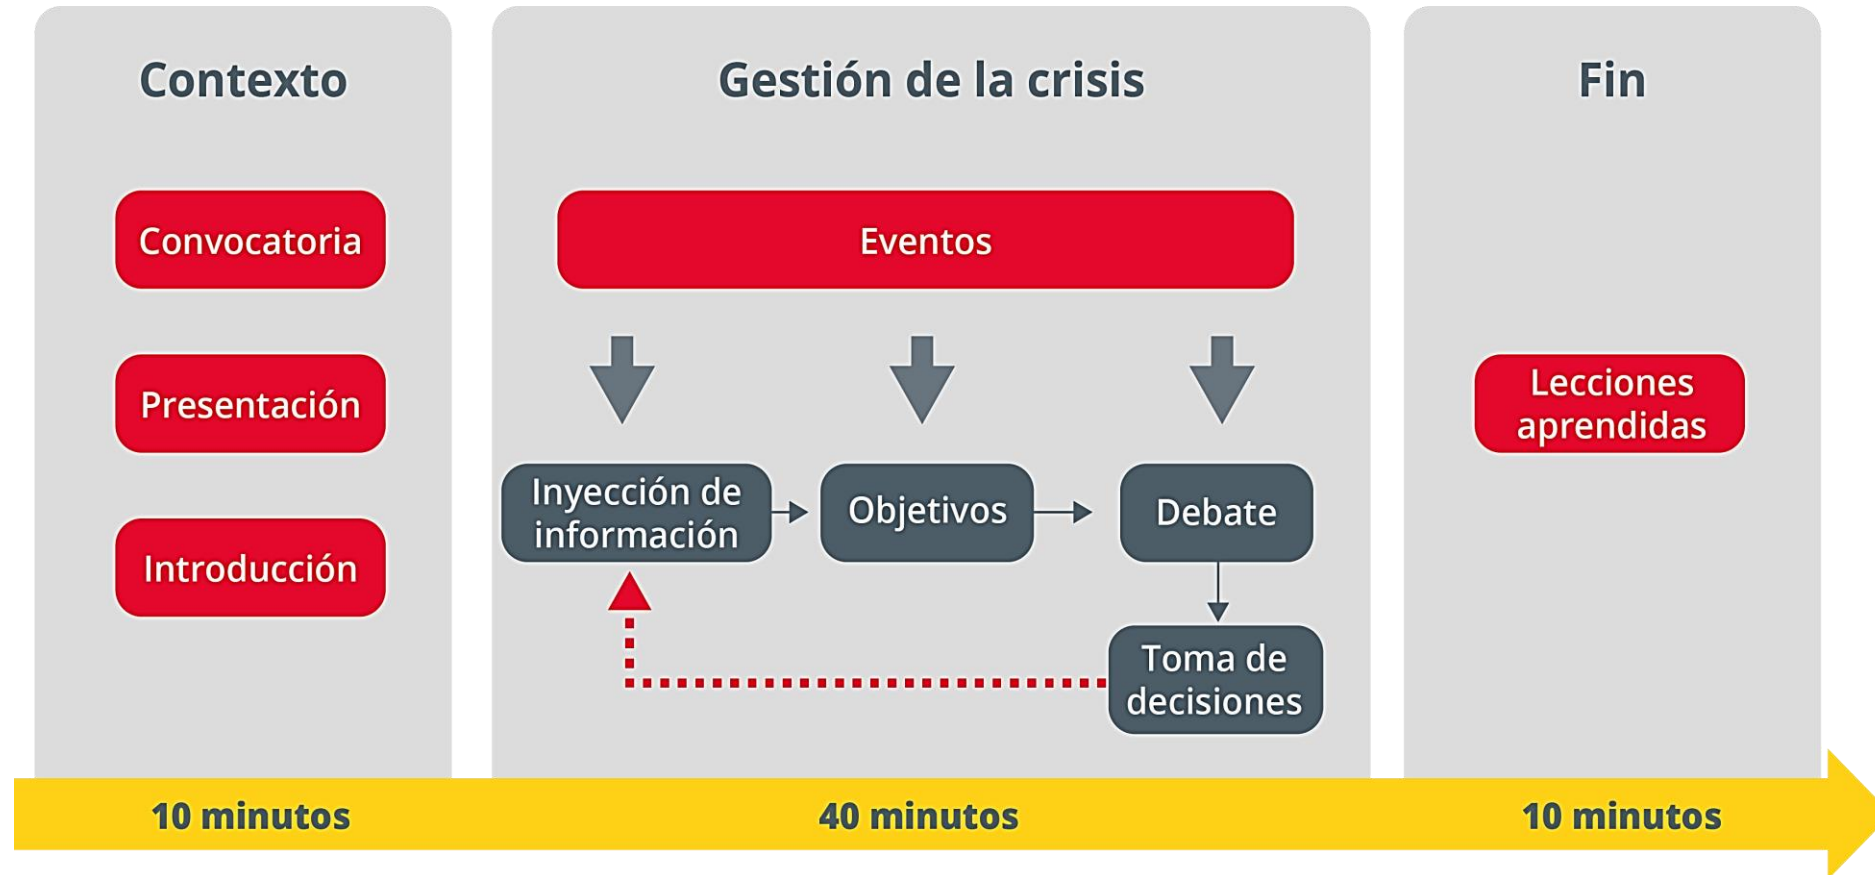 Contexto
Convocatoria
Presentación
Introducción
Gestión de la crisis
Eventos
Inyección de
información
Objetivos
Debate
Toma de
decisiones
Fin
Lecciones
aprendidas
10 minutos
40 minutos
10 minutos